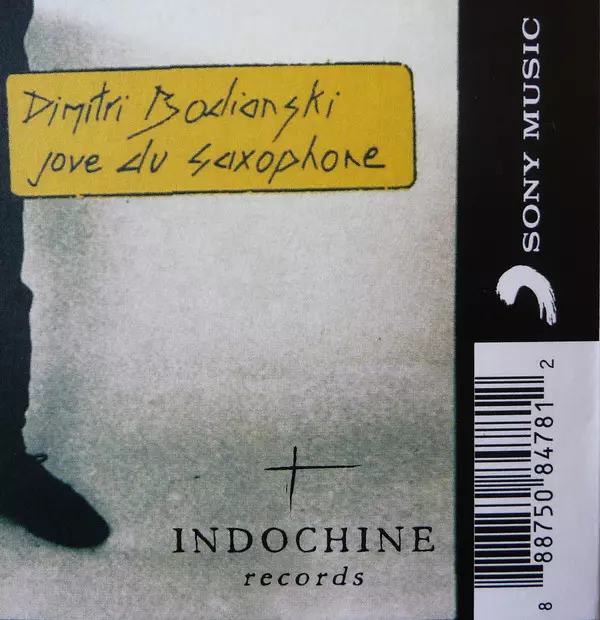 Dimitri Bodianski
joue du saxophone
INDOCHINE
records
SONY MUSIC
8 88750 84781 2